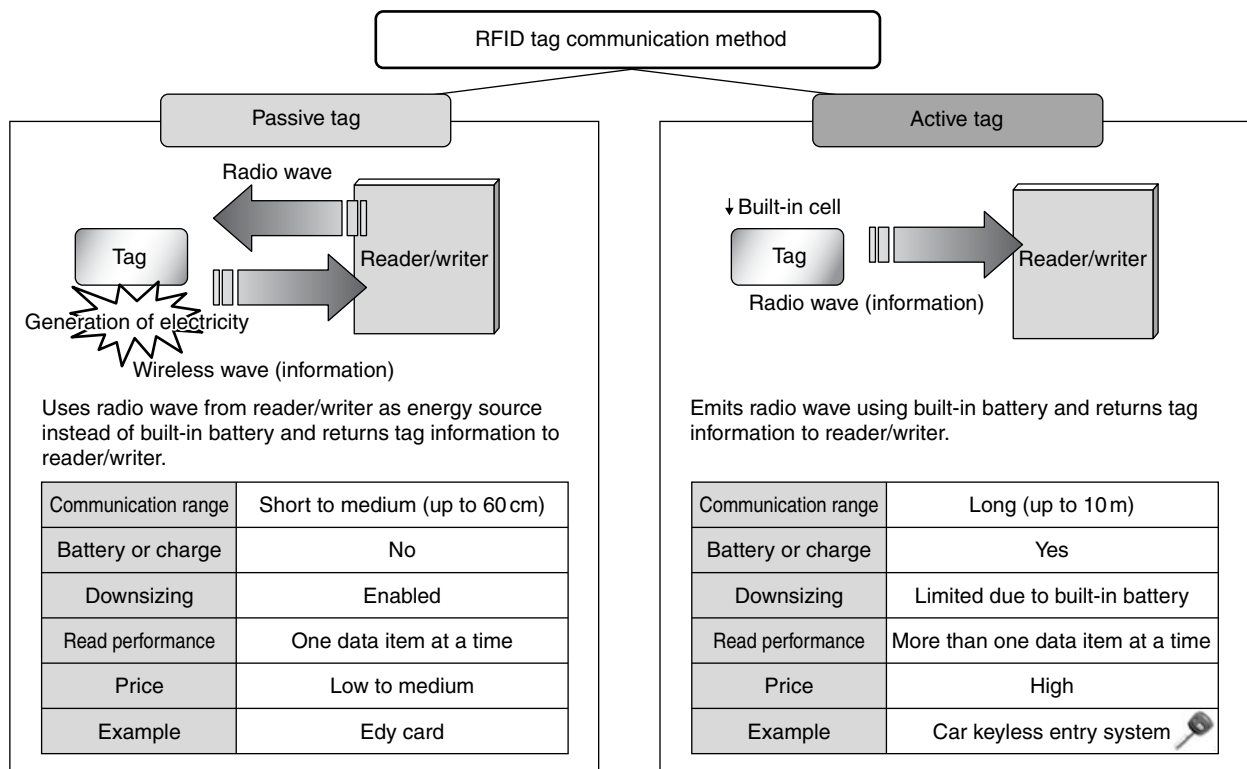 RFID tag communication method
Passive tag
Radio wave
Tag
Reader/writer
Generation of electricity
Wireless wave (information)
Uses radio wave from reader/writer as energy source
instead of built-in battery and returns tag information to
reader/writer.
Communication range Short to medium (up to 60 cm)
Battery or charge No
Downsizing Enabled
Read performance One data item at a time
Price Low to medium
Example Edy card
Active tag
↓Built-in cell
Tag
Reader/writer
Radio wave (information)
Emits radio wave using built-in battery and returns tag
information to reader/writer.
Communication range Long (up to 10 m)
Battery or charge Yes
Downsizing Limited due to built-in battery
Read performance More than one data item at a time
Price High
Example Car keyless entry system